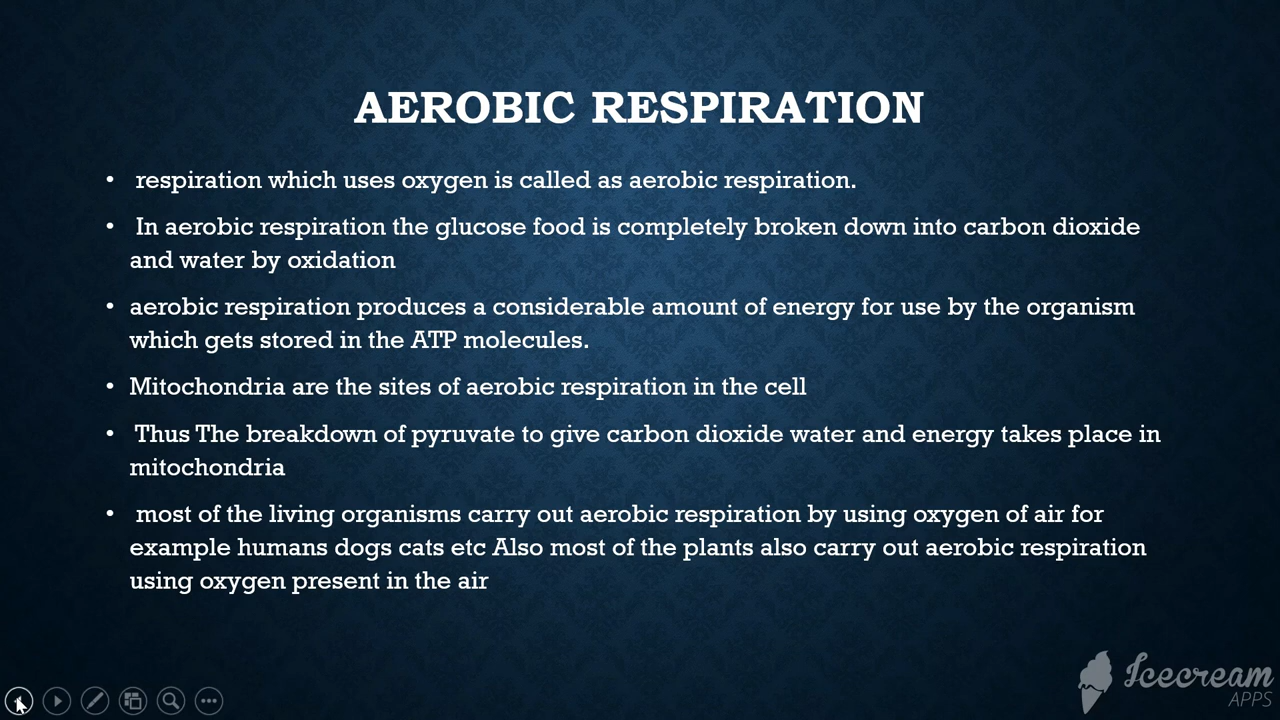 AEROBIC RESPIRATION
• respiration which uses oxygen is called as aerobic respiration.
• In aerobic respiration the glucose food is completely broken down into carbon dioxide
and water by oxidation
• aerobic respiration produces a considerable amount of energy for use by the organism
which gets stored in the ATP molecules.
• Mitochondria are the sites of aerobic respiration in the cell
• Thus The breakdown of pyruvate to give carbon dioxide water and energy takes place in
mitochondria
• most of the living organisms carry out aerobic respiration by using oxygen of air for
example humans dogs cats etc Also most of the plants also carry out aerobic respiration
using oxygen present in the air
Icecream
APPS